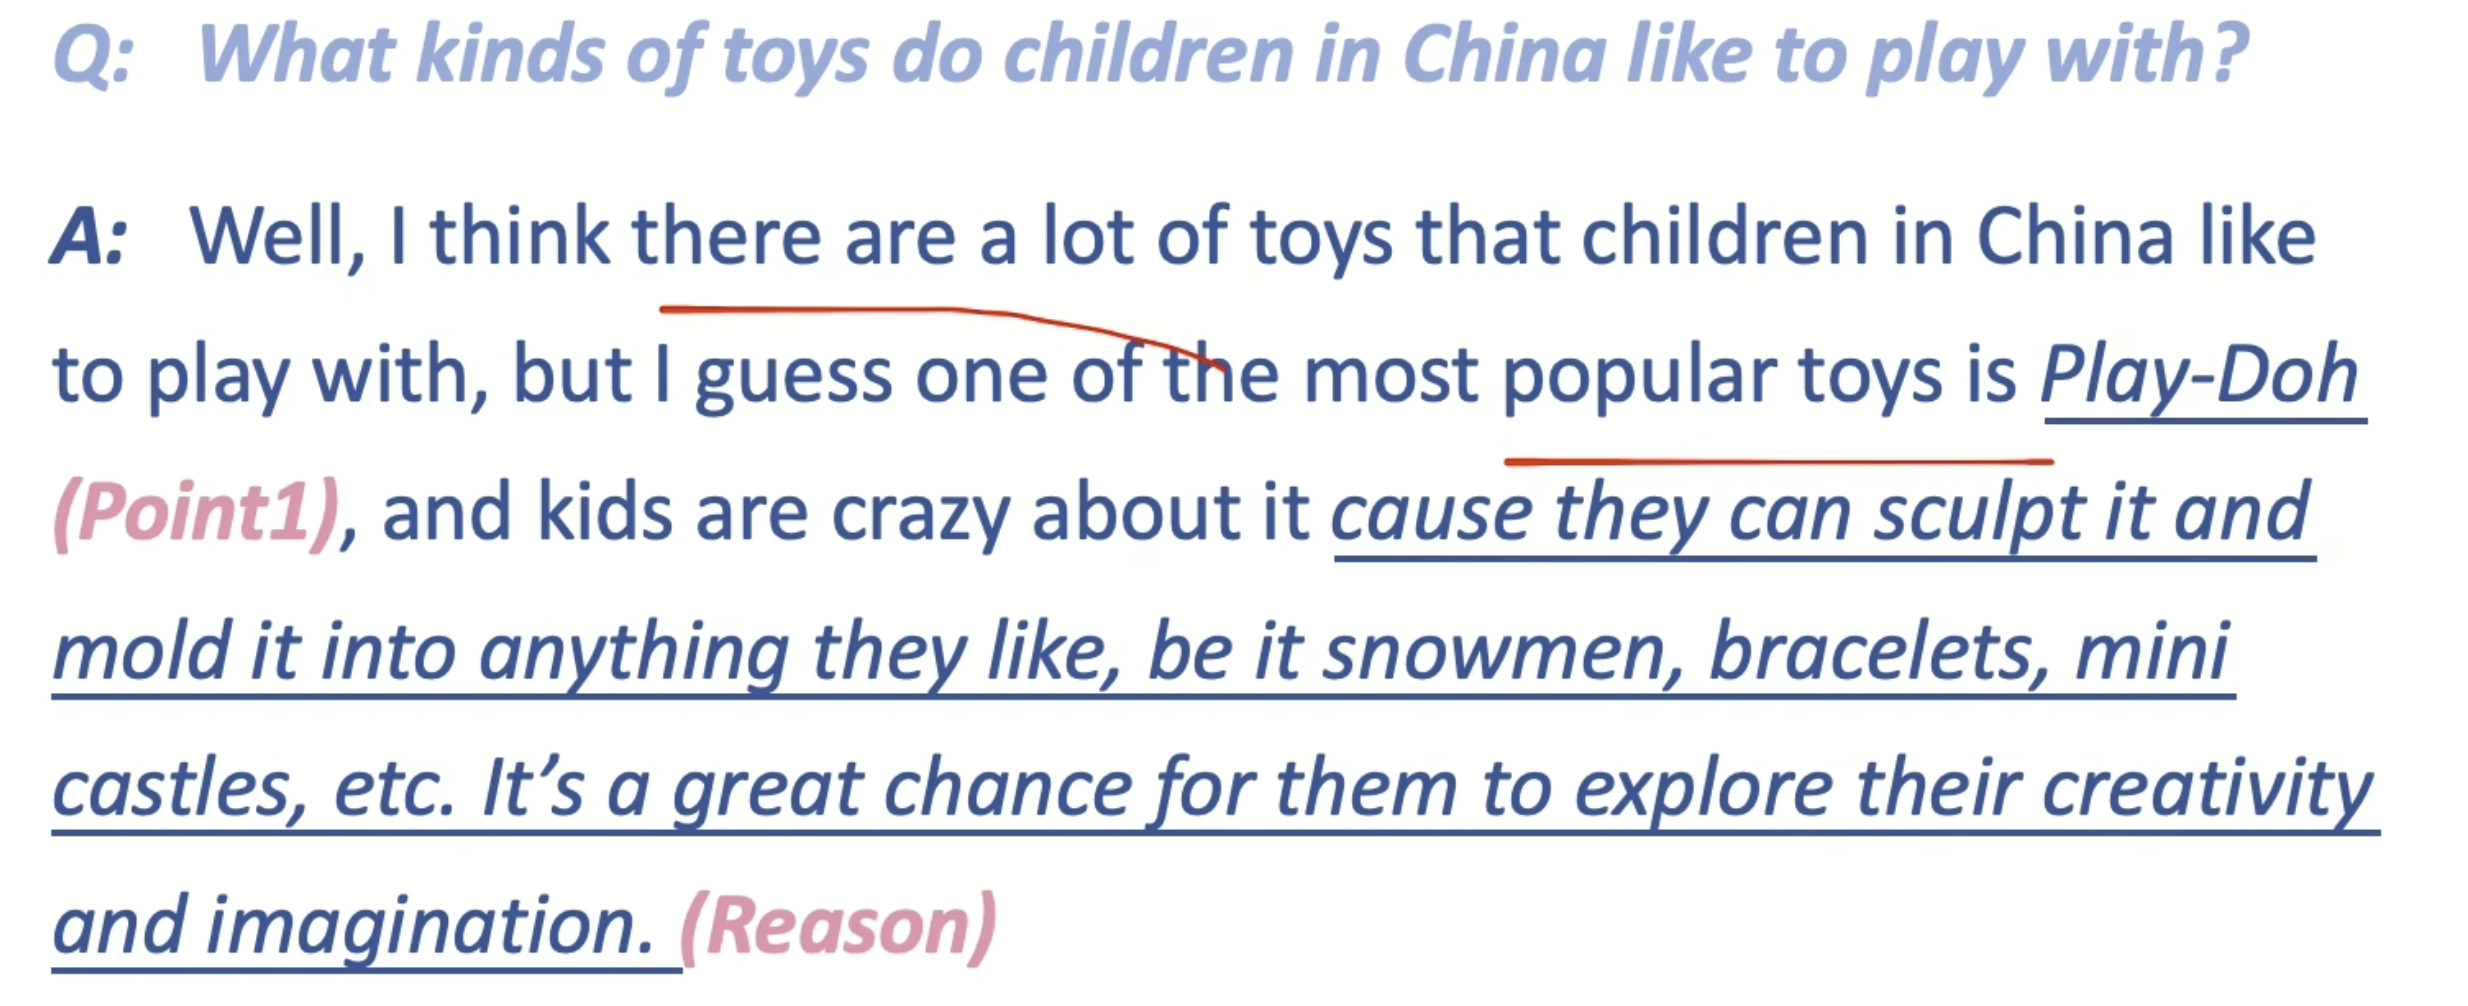 Q: What kinds of toys do children in China like to play with?
A: Well, I think there are a lot of toys that children in China like
to play with, but I guess one of the most popular toys is Play-Doh
(Point1), and kids are crazy about it cause they can sculpt it and
mold it into anything they like, be it snowmen, bracelets, mini
castles, etc. It’s a great chance for them to explore their creativity
and imagination. (Reason)